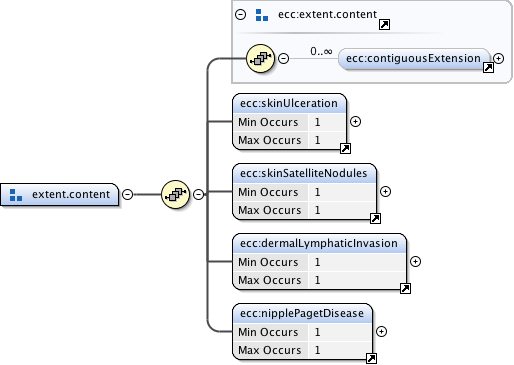 ecc:extent.content
0..∞
ecc:contiguousExtension
ecc:skinUlceration
Min Occurs 1
Max Occurs 1
ecc:skinSatelliteNodules
Min Occurs 1
Max Occurs 1
extent.content
ecc:dermalLymphaticInvasion
Min Occurs 1
Max Occurs 1
ecc:nipplePagetDisease
Min Occurs 1
Max Occurs 1